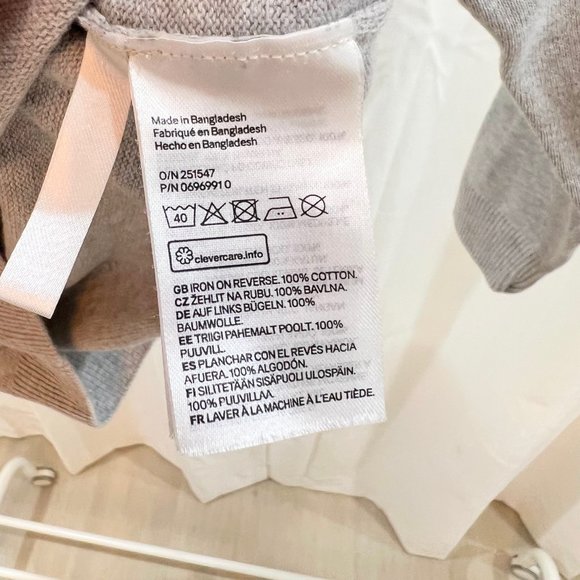 Made in Bangladesh
Fabriqué en Bangladesh
Hecho en Bangladesh
O/N 251547
P/N 0696991 0
40
clevercare.info
GB IRON ON REVERSE. 100% COTTON.
CZ ŽEHLIT NA RUBU. 100% BAVLNA.
DE AUF LINKS BÜGELN. 100%
BAUMWOLLE.
EE TRIIGI PAHEMALT POOLT. 100%
PUUVILL.
ES PLANCHAR CON EL REVÉS HACIA
AFUERA. 100% ALGODÓN.
FI SILITETÄÄN SISÄPUOLI ULOSPÄIN.
100% PUUVILLAA.
FR LAVER À LA MACHINE À L'EAU TIÈDE.